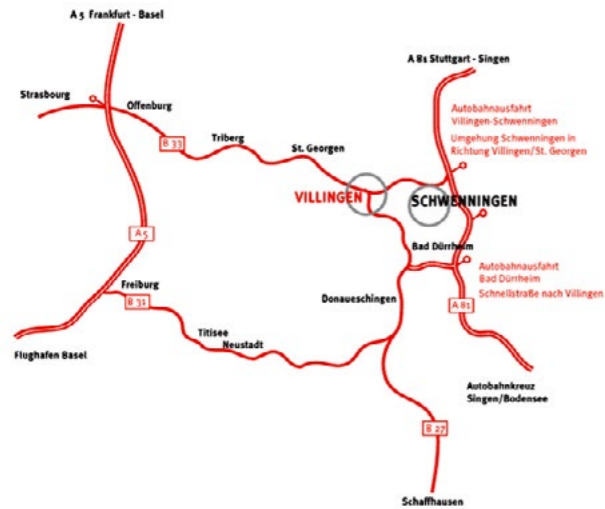 A 5 Frankfurt - Basel
A 81 Stuttgart - Singen
Strasbourg
Offenburg
Autobahnausfahrt
Villingen-Schwenningen
B 33
Triberg
St. Georgen
Umgehung Schwenningen in
Richtung Villingen/St. Georgen
VILLINGEN
SCHWENNINGEN
A 5
Bad Dürrheim
Autobahnausfahrt
Bad Dürrheim
Schnellstraße nach Villingen
Freiburg
B 31
Donaueschingen
A 81
Titisee
Neustadt
Flughafen Basel
Autobahnkreuz
Singen/Bodensee
B 27
Schaffhausen